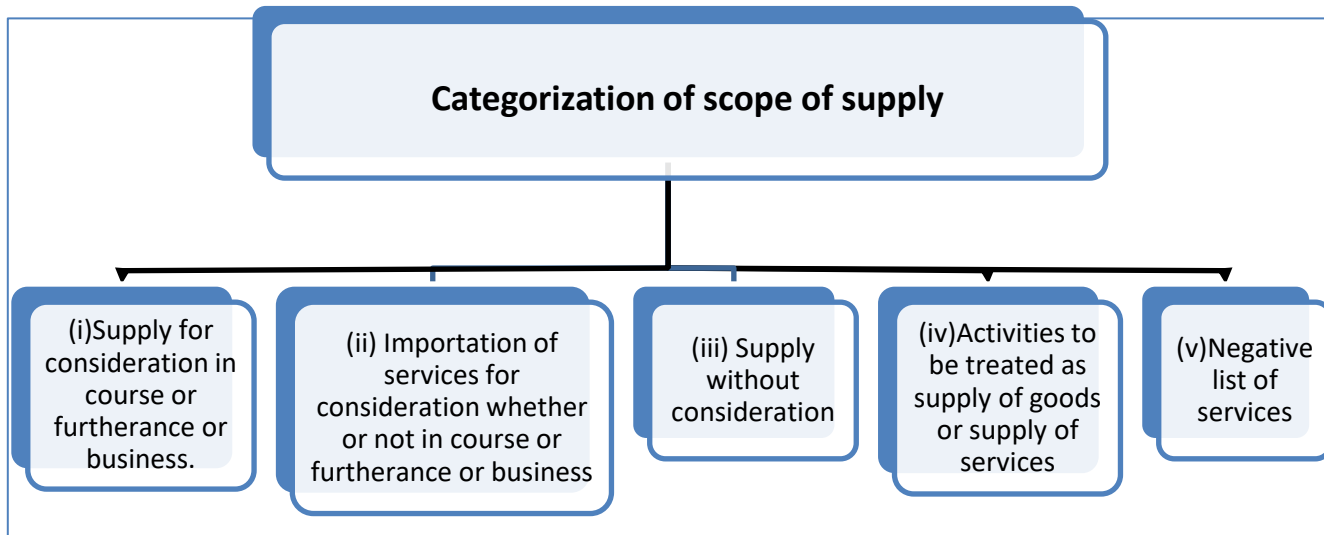 Categorization of scope of supply
(i)Supply for
consideration in
course or
furtherance or
business.
(ii) Importation of
services for
consideration whether
or not in course or
furtherance or business
(iii) Supply
without
consideration
(iv)Activities to
be treated as
supply of goods
or supply of
services
(v)Negative
list of
services